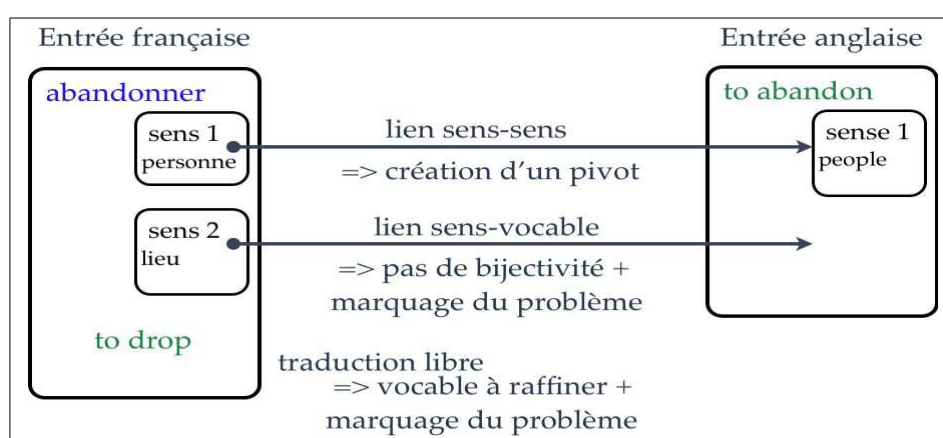 Entrée française
Entrée anglaise
abandonner
to abandon
sens 1
personne
lien sens-sens
=> création d'un pivot
sense 1
people
sens 2
lieu
lien sens-vocable
=> pas de bijectivité +
marquage du problème
to drop
traduction libre
=> vocable à raffiner +
marquage du problème